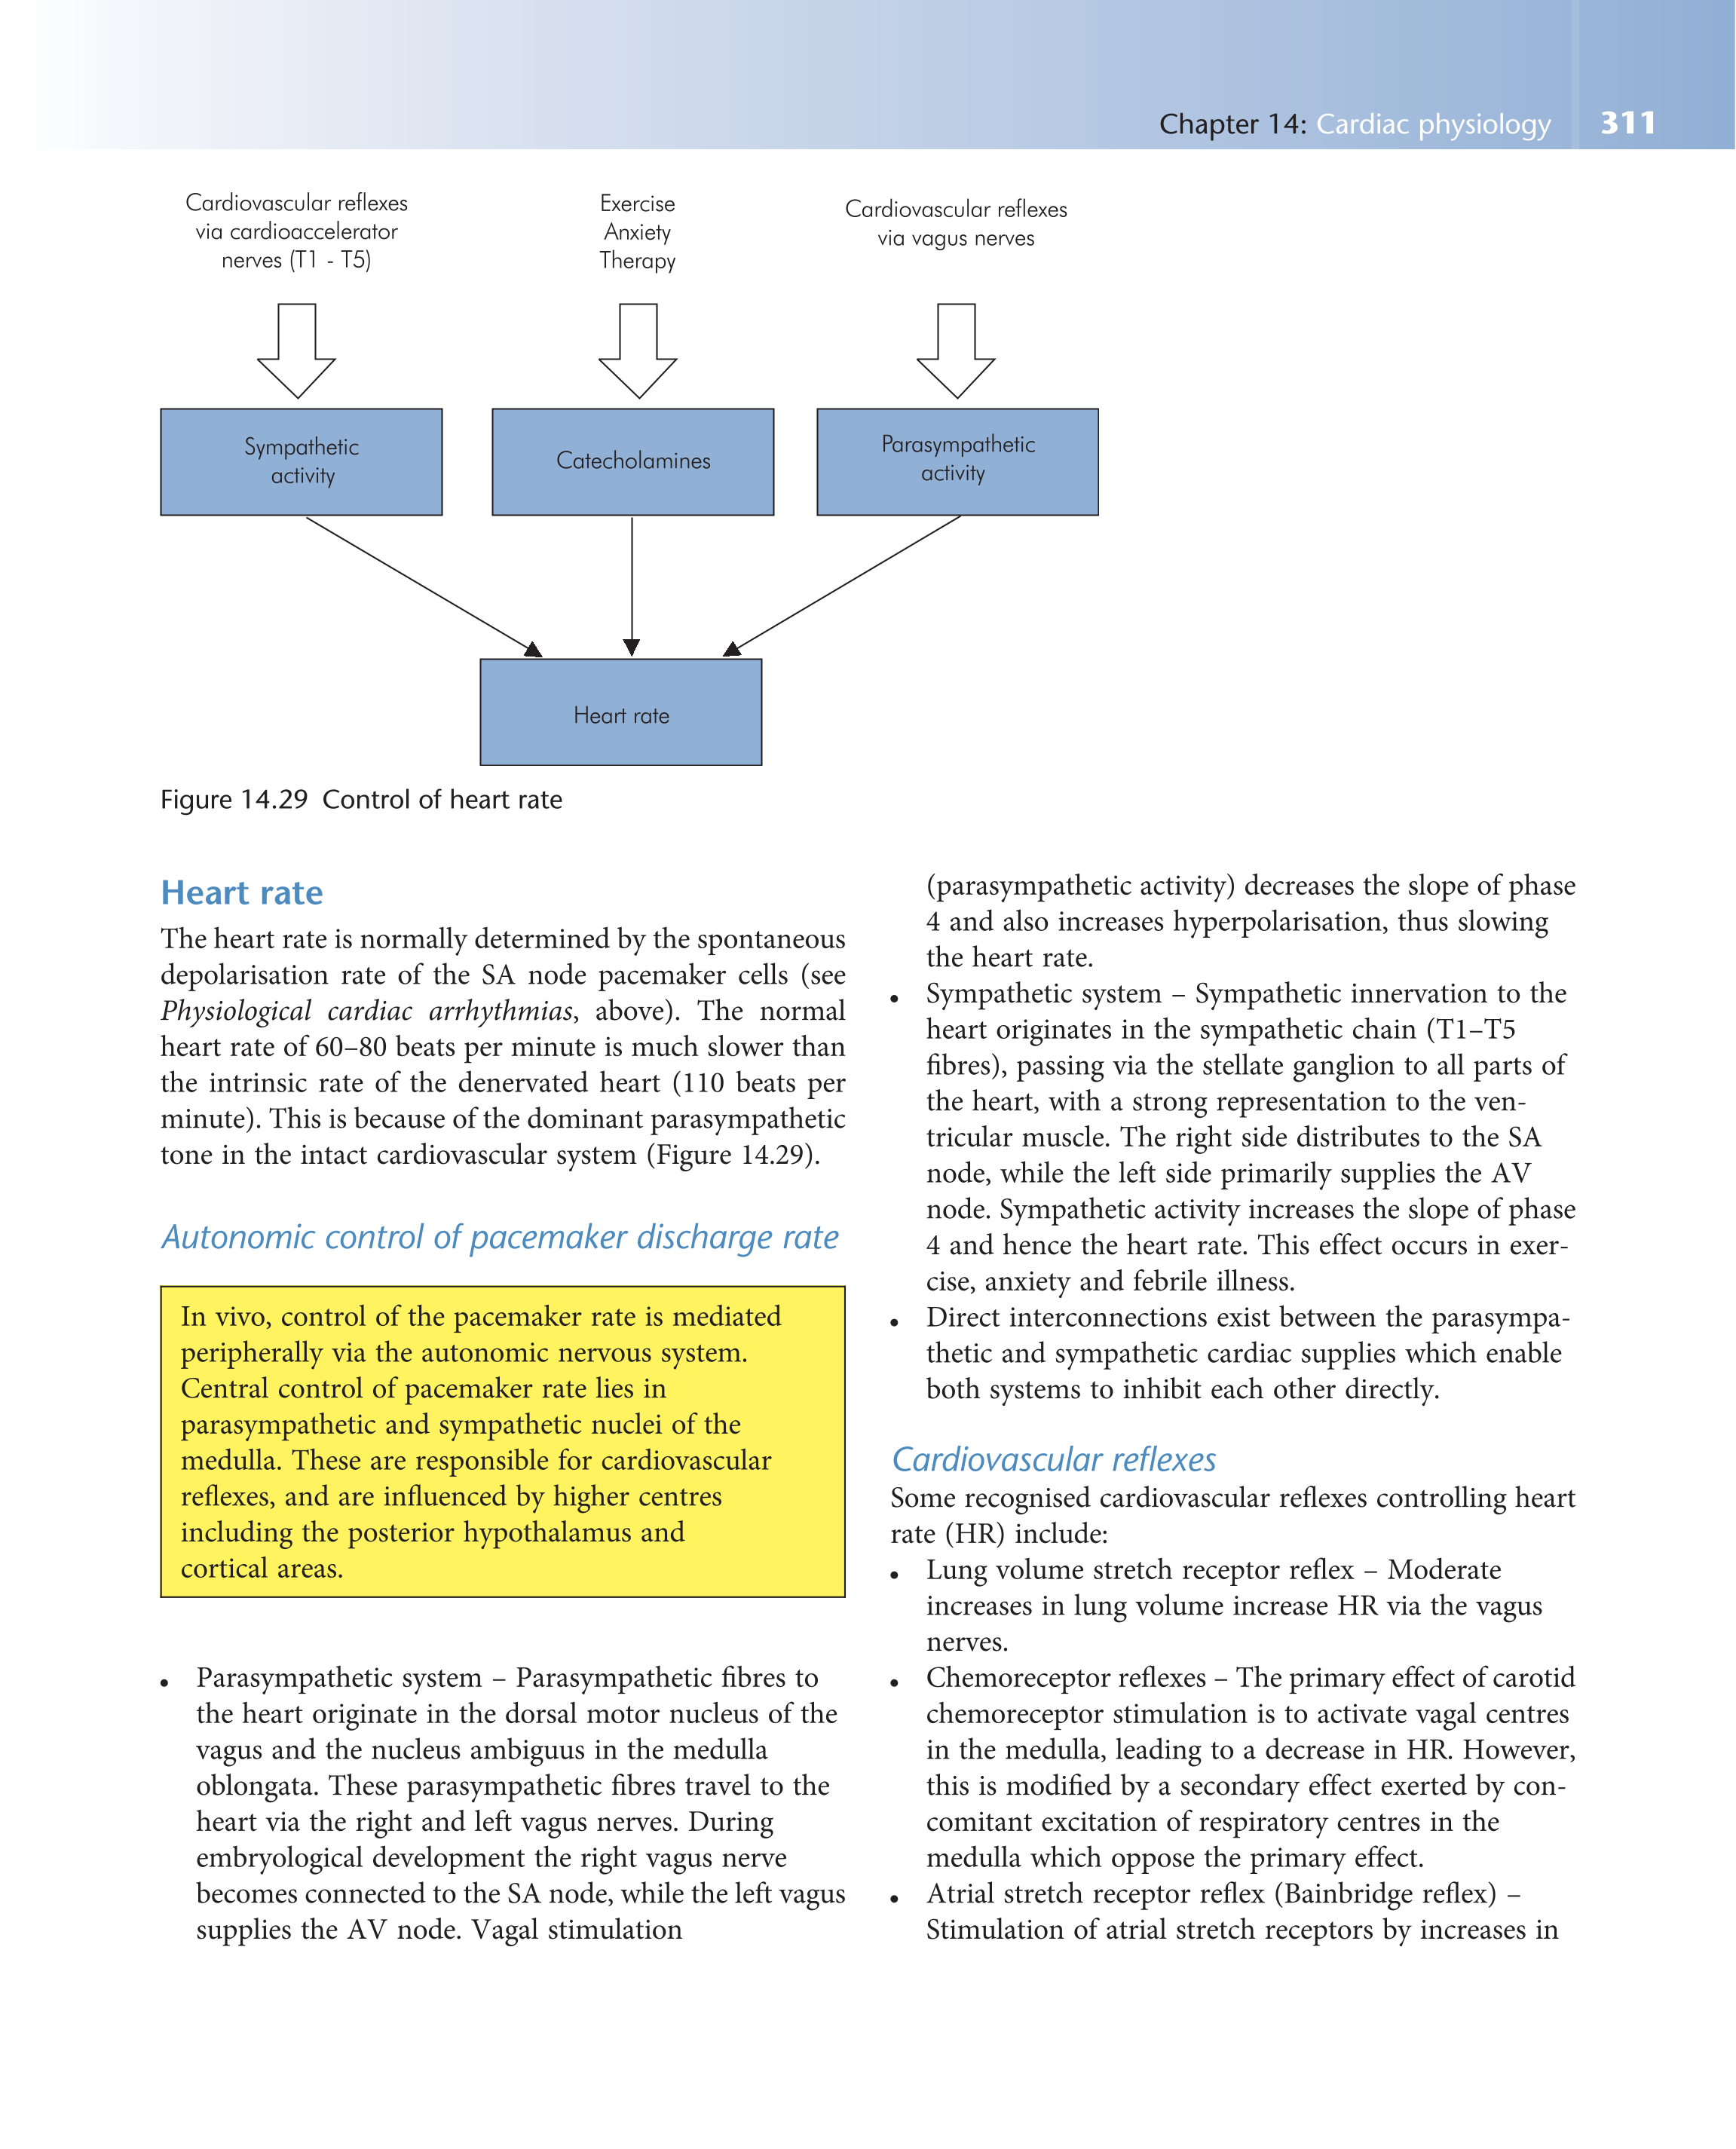 Chapter 14: Cardiac physiology 311
Cardiovascular reflexes
via cardioaccelerator
nerves (T1 - T5)
Exercise
Anxiety
Therapy
Cardiovascular reflexes
via vagus nerves
Sympathetic
activity
Catecholamines
Parasympathetic
activity
Heart rate
Figure 14.29 Control of heart rate
Heart rate
The heart rate is normally determined by the spontaneous
depolarisation rate of the SA node pacemaker cells (see
Physiological cardiac arrhythmias, above). The normal
heart rate of 60–80 beats per minute is much slower than
the intrinsic rate of the denervated heart (110 beats per
minute). This is because of the dominant parasympathetic
tone in the intact cardiovascular system (Figure 14.29).
Autonomic control of pacemaker discharge rate
In vivo, control of the pacemaker rate is mediated
peripherally via the autonomic nervous system.
Central control of pacemaker rate lies in
parasympathetic and sympathetic nuclei of the
medulla. These are responsible for cardiovascular
reflexes, and are influenced by higher centres
including the posterior hypothalamus and
cortical areas.
• Parasympathetic system – Parasympathetic fibres to
the heart originate in the dorsal motor nucleus of the
vagus and the nucleus ambiguus in the medulla
oblongata. These parasympathetic fibres travel to the
heart via the right and left vagus nerves. During
embryological development the right vagus nerve
becomes connected to the SA node, while the left vagus
supplies the AV node. Vagal stimulation
(parasympathetic activity) decreases the slope of phase
4 and also increases hyperpolarisation, thus slowing
the heart rate.
• Sympathetic system – Sympathetic innervation to the
heart originates in the sympathetic chain (T1–T5
fibres), passing via the stellate ganglion to all parts of
the heart, with a strong representation to the ven-
tricular muscle. The right side distributes to the SA
node, while the left side primarily supplies the AV
node. Sympathetic activity increases the slope of phase
4 and hence the heart rate. This effect occurs in exer-
cise, anxiety and febrile illness.
• Direct interconnections exist between the parasympa-
thetic and sympathetic cardiac supplies which enable
both systems to inhibit each other directly.
Cardiovascular reflexes
Some recognised cardiovascular reflexes controlling heart
rate (HR) include:
• Lung volume stretch receptor reflex – Moderate
increases in lung volume increase HR via the vagus
nerves.
• Chemoreceptor reflexes – The primary effect of carotid
chemoreceptor stimulation is to activate vagal centres
in the medulla, leading to a decrease in HR. However,
this is modified by a secondary effect exerted by con-
comitant excitation of respiratory centres in the
medulla which oppose the primary effect.
• Atrial stretch receptor reflex (Bainbridge reflex) –
Stimulation of atrial stretch receptors by increases in